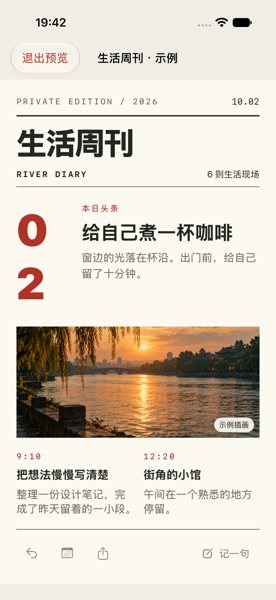 19:42
退出预览
生活周刊 · 示例
PRIVATE EDITION / 2026
10.02
生活周刊
RIVER DIARY
6 则生活现场
0
2
本日头条
给自己煮一杯咖啡
窗边的光落在杯沿。出门前，给自己
留了十分钟。
示例插画
9:10
把想法慢慢写清楚
整理一份设计笔记，完
成了昨天留着的一小段。
12:20
街角的小馆
午间在一个熟悉的地方
停留。
记一句